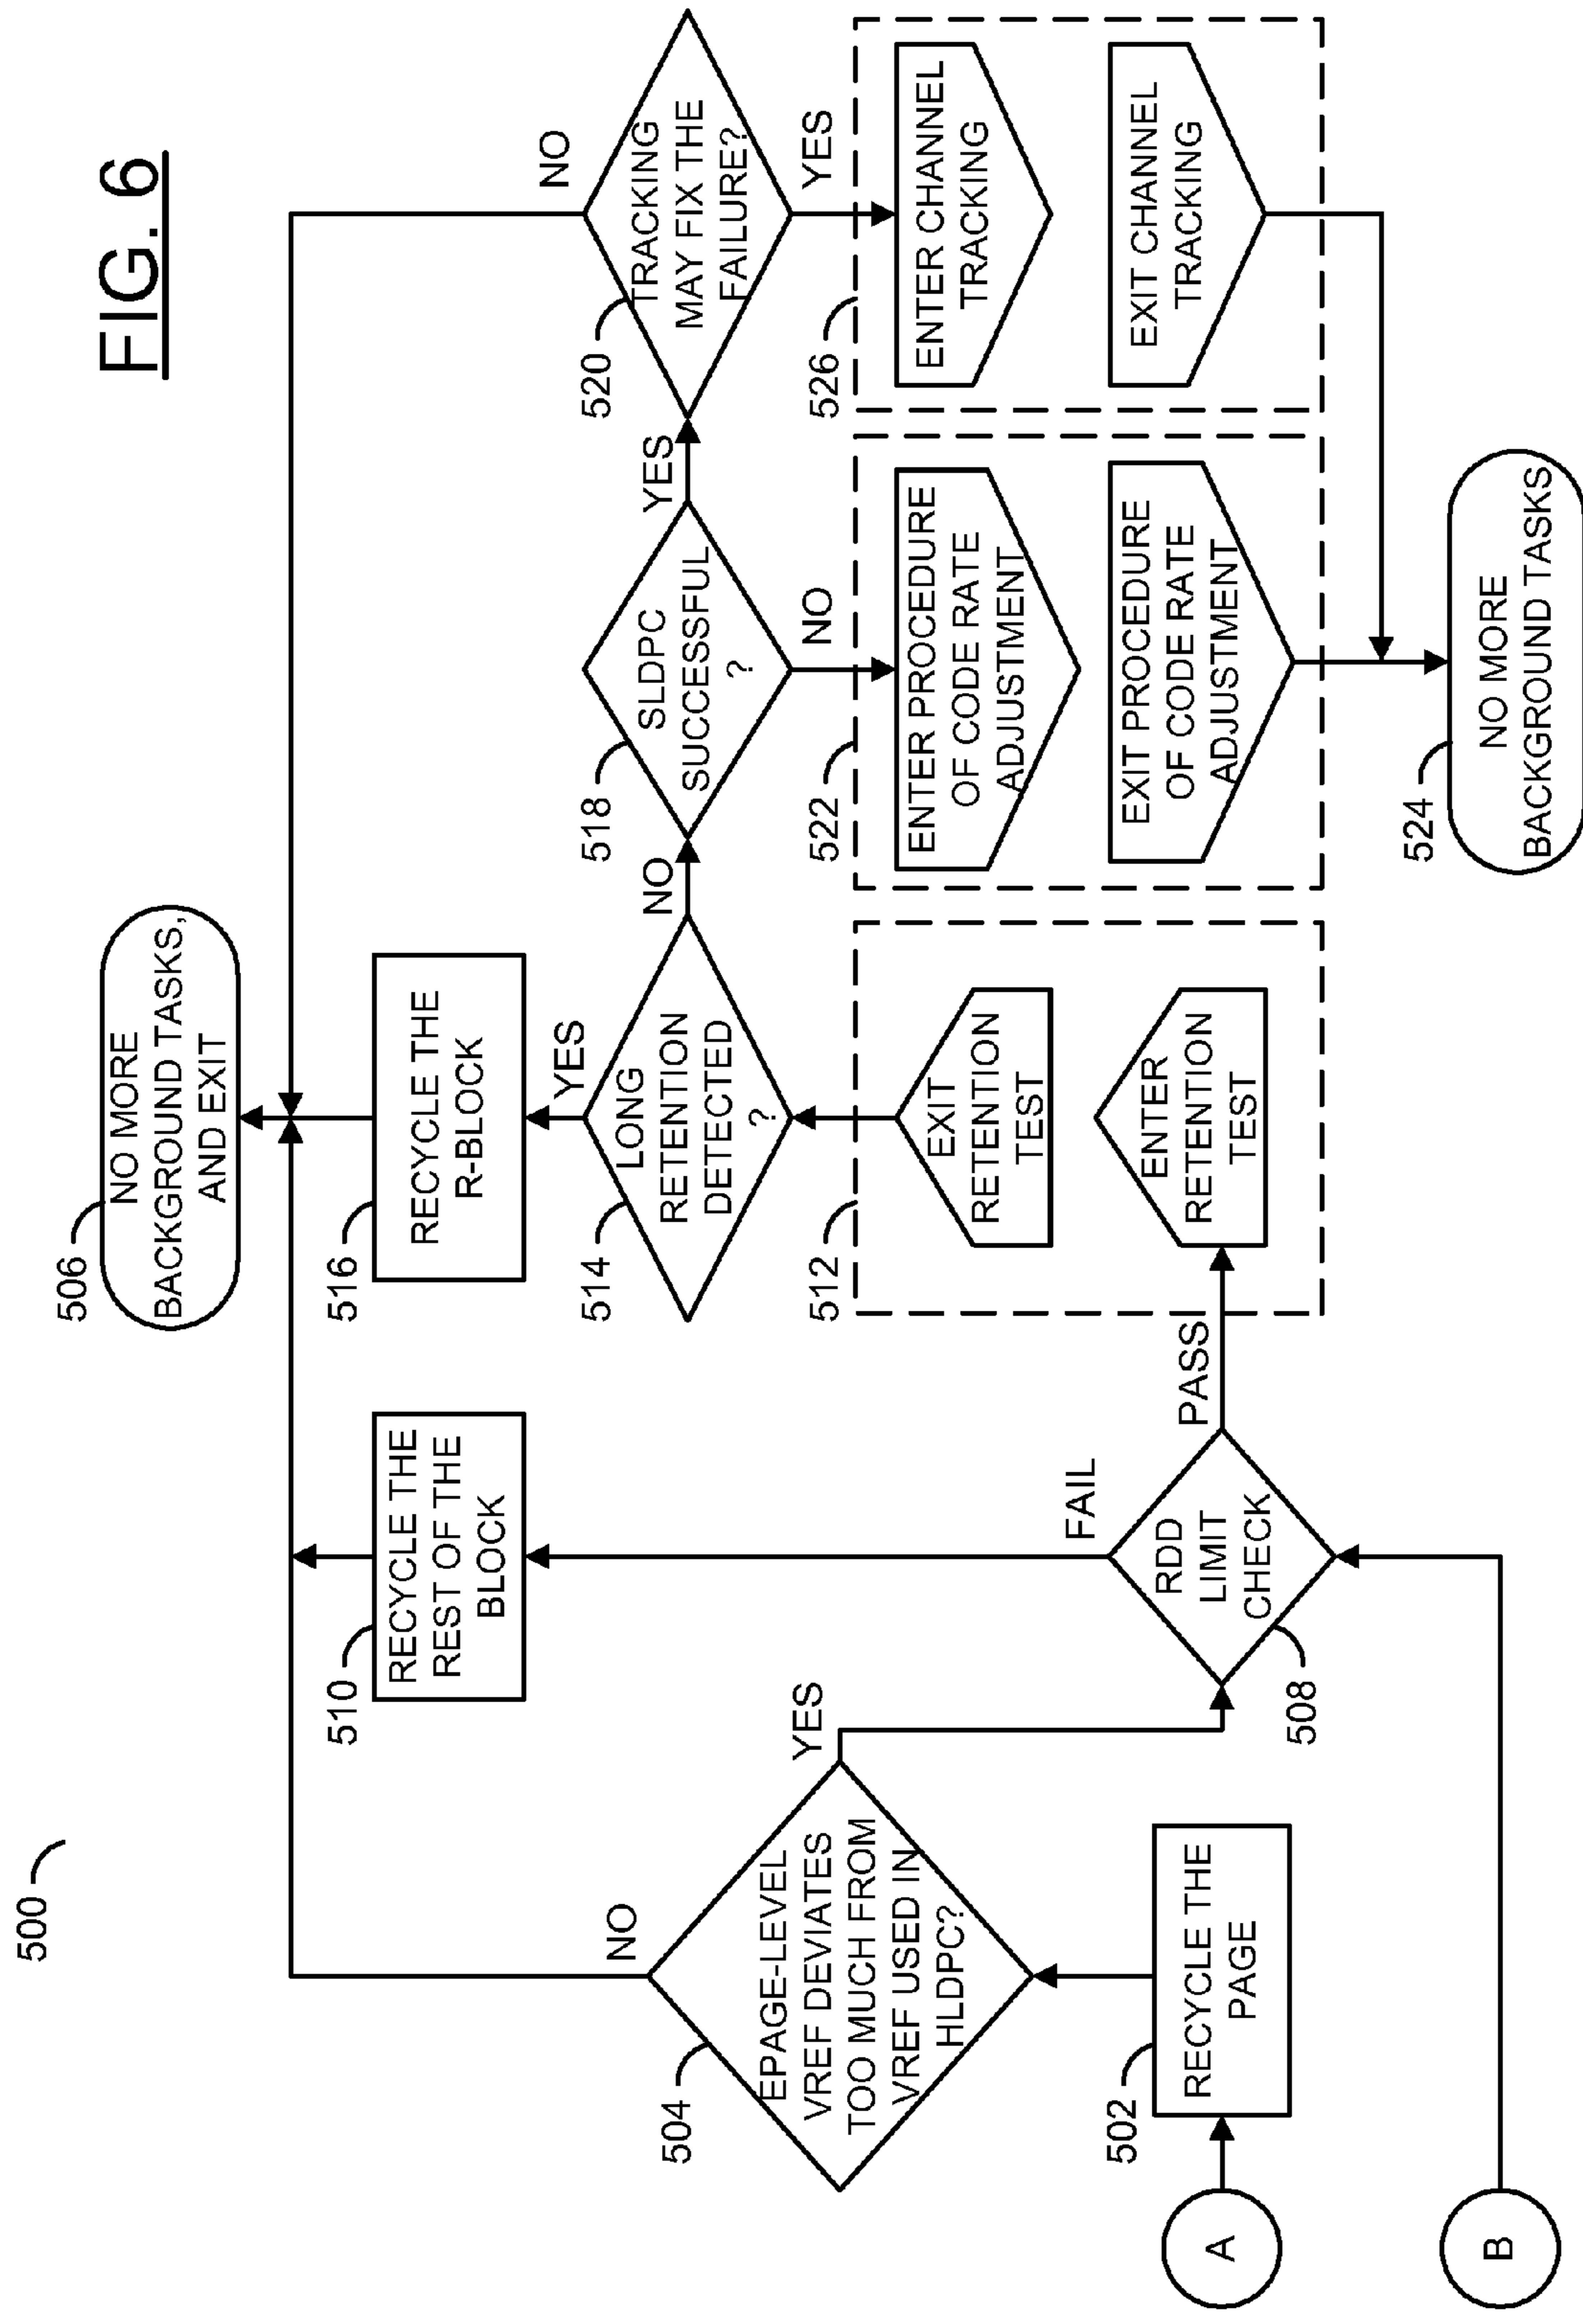 FIG. 6
500
506
NO MORE
BACKGROUND TASKS,
AND EXIT
510
RECYCLE THE
REST OF THE
BLOCK
516
RECYCLE THE
R-BLOCK
NO
504
EPAGE-LEVEL
VREF DEVIATES
TOO MUCH FROM
VREF USED IN
HLDPC?
YES
514
LONG
RETENTION
DETECTED
?
YES
NO
518
SLDPC
SUCCESSFUL
?
YES
NO
520
TRACKING
MAY FIX THE
FAILURE?
NO
YES
502
RECYCLE THE
PAGE
A
B
508
RDD
LIMIT
CHECK
FAIL
PASS
512
EXIT
RETENTION
TEST
ENTER
RETENTION
TEST
522
ENTER PROCEDURE
OF CODE RATE
ADJUSTMENT
EXIT PROCEDURE
OF CODE RATE
ADJUSTMENT
526
ENTER CHANNEL
TRACKING
EXIT CHANNEL
TRACKING
524
NO MORE
BACKGROUND TASKS